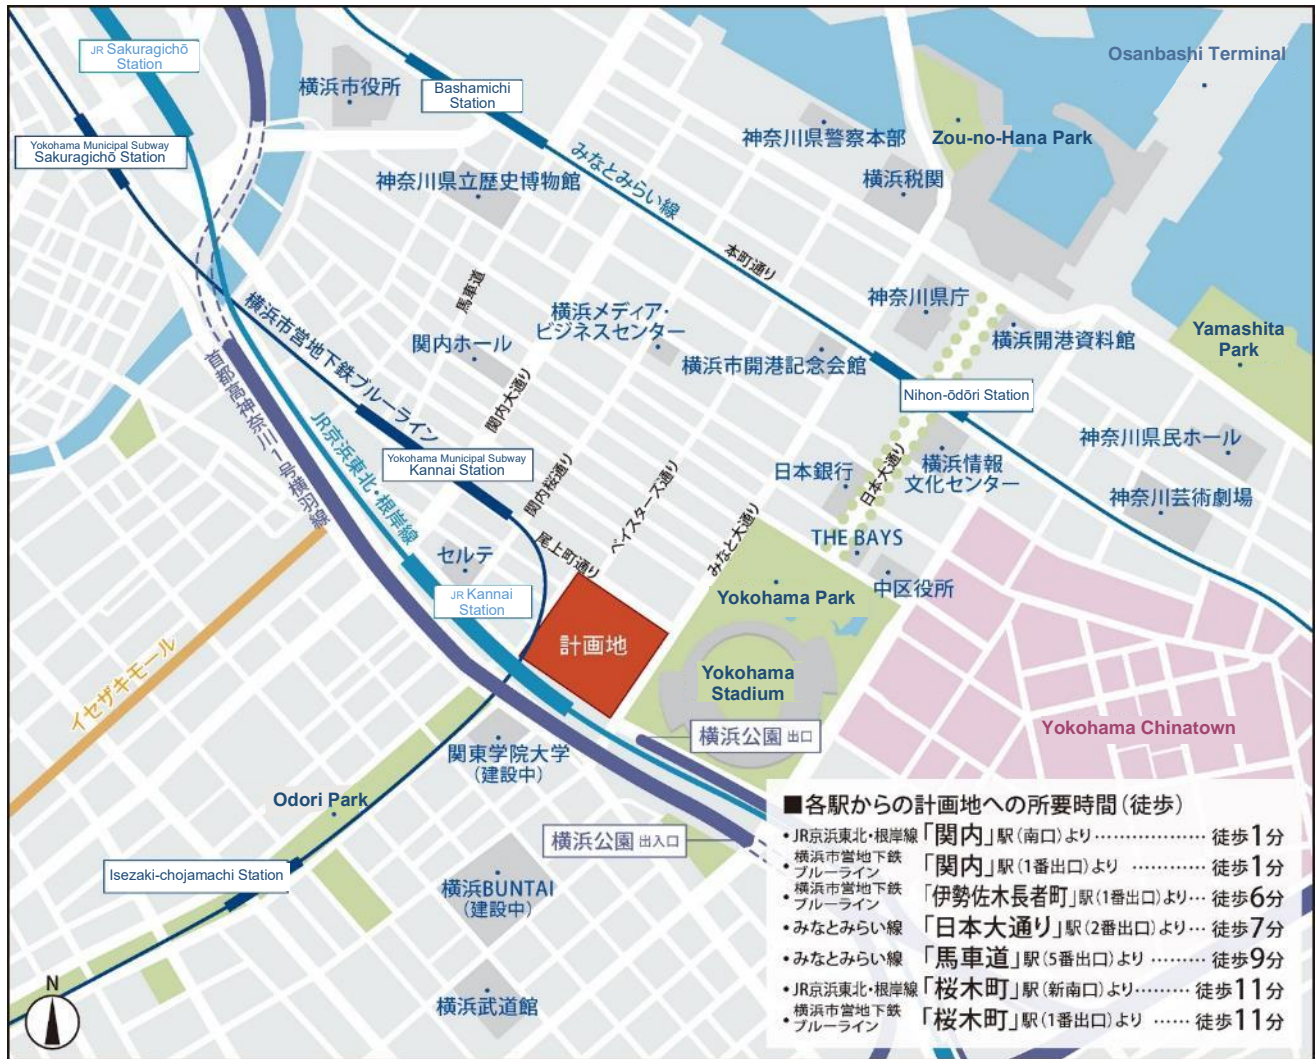 JR Sakuragichō
Station
横浜市役所
Bashamichi
Station
Osanbashi Terminal
神奈川県警察本部
Zou-no-Hana Park
Yokohama Municipal Subway
Sakuragichō Station
神奈川県立歴史博物館
みなとみらい線
横浜税関
本町通り
馬車道
神奈川県庁
横浜市営地下鉄ブルーライン
横浜メディア・
ビジネスセンター
関内ホール
横浜市開港記念会館
横浜開港資料館
Yamashita
Park
首都高神奈川1号横羽線
JR京浜東北・根岸線
関内大通り
Nihon-ōdōri Station
神奈川県民ホール
Yokohama Municipal Subway
Kannai Station
関内桜通り
ベイスターズ通り
日本銀行
日本大通り
横浜情報
文化センター
神奈川芸術劇場
尾上町通り
みなと大通り
THE BAYS
セルテ
中区役所
JR Kannai
Station
Yokohama Park
計画地
Yokohama
Stadium
イセザキモール
Yokohama Chinatown
横浜公園 出口
関東学院大学
(建設中)
Odori Park
横浜公園 出入口
Isezaki-chojamachi Station
横浜BUNTAI
(建設中)
横浜武道館
N
■各駅からの計画地への所要時間(徒歩)
・JR京浜東北・根岸線「関内」駅(南口)より………………徒歩1分
・横浜市営地下鉄
ブルーライン「関内」駅(1番出口)より…………徒歩1分
・横浜市営地下鉄
ブルーライン「伊勢佐木長者町」駅(1番出口)より…徒歩6分
・みなとみらい線「日本大通り」駅(2番出口)より…徒歩7分
・みなとみらい線「馬車道」駅(5番出口)より………徒歩9分
・JR京浜東北・根岸線「桜木町」駅(新南口)より………徒歩11分
・横浜市営地下鉄
ブルーライン「桜木町」駅(1番出口)より……徒歩11分